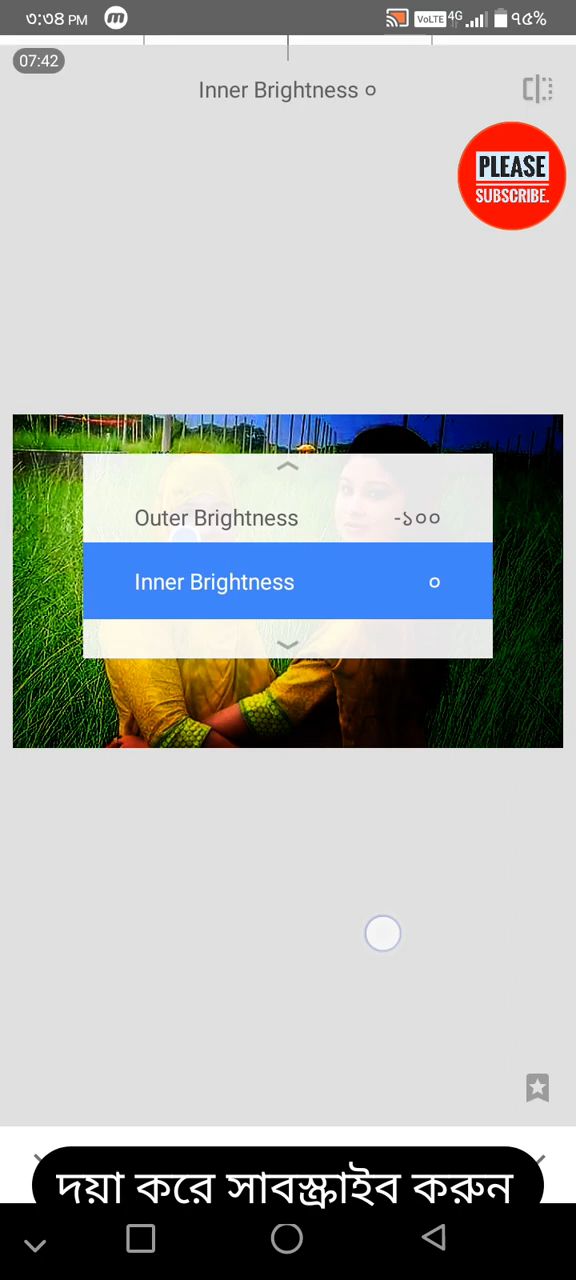 ৩:৩৪ PM
m
VoLTE 4G ৭৫%
07:42
Inner Brightness ০
PLEASE
SUBSCRIBE.
Outer Brightness -১০০
Inner Brightness ০
দয়া করে সাবস্ক্রাইব করুন